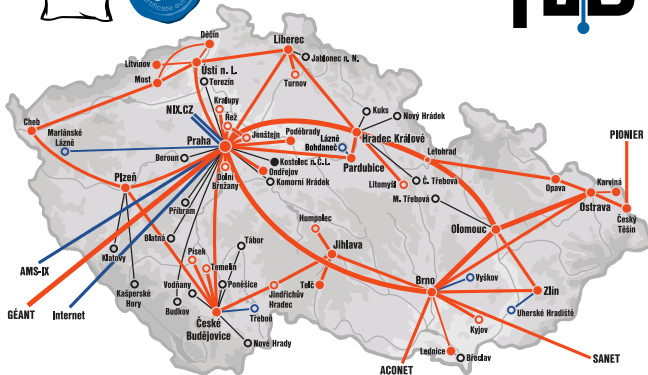 certificate aut
Děčín
Liberec
Litvínov
Jablonec n. N.
Ústí n. L.
Most
Terezín
Turnov
Kralupy
Kuks
Nový Hrádek
NIX.CZ
Řež
Cheb
Mariánské
Lázně
Jenštejn
Poděbrady
Lázně
Bohdaneč
Hradec Králové
PIONIER
Praha
Letohrad
Beroun
Kostelec n. Č.L.
Pardubice
Ondřejov
Dolní
Břežany
Komorní Hrádek
Litomyšl
Č. Třebová
Opava
Karviná
Plzeň
M. Třebová
Ostrava
Příbram
Český
Těšín
Humpolec
Olomouc
Blatná
Tábor
Klatovy
Písek
Jihlava
AMS-IX
Temelín
Brno
Vyškov
Kašperské
Hory
Vodňany
Poněšice
Telč
Zlín
Jindřichův
Hradec
Budkov
GÉANT
Internet
Třeboň
Uherské Hradiště
České
Budějovice
Kyjov
Nové Hrady
Lednice
Břeclav
SANET
ACONET